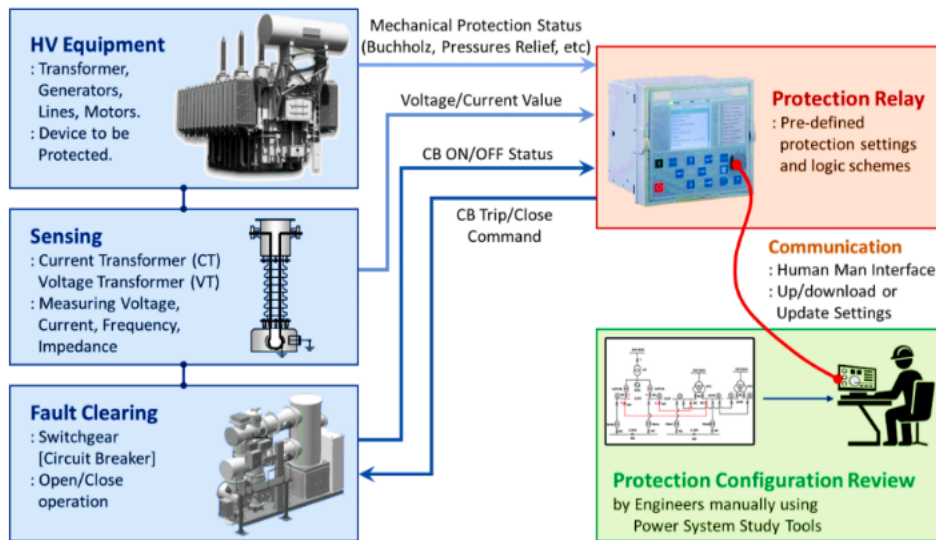 HV Equipment
: Transformer,
Generators,
Lines, Motors.
: Device to be
Protected.
Sensing
: Current Transformer (CT)
Voltage Transformer (VT)
: Measuring Voltage,
Current, Frequency,
Impedance
Fault Clearing
: Switchgear
[Circuit Breaker]
: Open/Close
operation
Mechanical Protection Status
(Buchholz, Pressures Relief, etc)
Voltage/Current Value
CB ON/OFF Status
CB Trip/Close
Command
Protection Relay
: Pre-defined
protection settings
and logic schemes
Communication
: Human Man Interface
: Up/download or
Update Settings
Protection Configuration Review
by Engineers manually using
Power System Study Tools